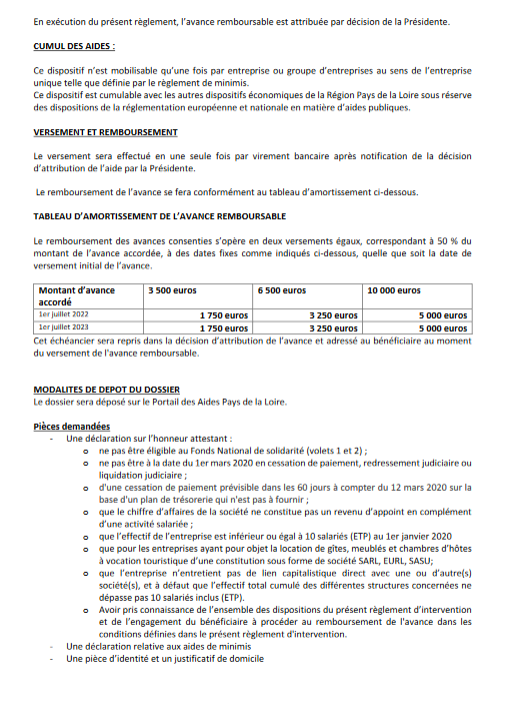 En exécution du présent règlement, l'avance remboursable est attribuée par décision de la Présidente.
CUMUL DES AIDES :
Ce dispositif n'est mobilisable qu'une fois par entreprise ou groupe d'entreprises au sens de l'entreprise
unique telle que définie par le règlement de minimis.
Ce dispositif est cumulable avec les autres dispositifs économiques de la Région Pays de la Loire sous réserve
des dispositions de la réglementation européenne et nationale en matière d'aides publiques.
VERSEMENT ET REMBOURSEMENT
Le versement sera effectué en une seule fois par virement bancaire après notification de la décision
d'attribution de l'aide par la Présidente.
Le remboursement de l'avance se fera conformément au tableau d'amortissement ci-dessous.
TABLEAU D'AMORTISSEMENT DE L'AVANCE REMBOURSABLE
Le remboursement des avances consenties s'opère en deux versements égaux, correspondant à 50 % du
montant de l'avance accordée, à des dates fixes comme indiqués ci-dessous, quelle que soit la date de
versement initial de l'avance.
Montant d'avance accordé 3 500 euros 6 500 euros 10 000 euros
1er juillet 2022 1 750 euros 3 250 euros 5 000 euros
1er juillet 2023 1 750 euros 3 250 euros 5 000 euros
Cet échéancier sera repris dans la décision d'attribution de l'avance et adressé au bénéficiaire au moment
du versement de l'avance remboursable.
MODALITES DE DEPOT DU DOSSIER
Le dossier sera déposé sur le Portail des Aides Pays de la Loire.
Pièces demandées
- Une déclaration sur l'honneur attestant :
o ne pas être éligible au Fonds National de solidarité (volets 1 et 2) ;
o ne pas être à la date du 1er mars 2020 en cessation de paiement, redressement judiciaire ou
liquidation judiciaire ;
o d'une cessation de paiement prévisible dans les 60 jours à compter du 12 mars 2020 sur la
base d'un plan de trésorerie qui n'est pas à fournir ;
o que le chiffre d'affaires de la société ne constitue pas un revenu d'appoint en complément
d'une activité salariée ;
o que l'effectif de l'entreprise est inférieur ou égal à 10 salariés (ETP) au 1er janvier 2020
o que pour les entreprises ayant pour objet la location de gîtes, meublés et chambres d'hôtes
à vocation touristique d'une constitution sous forme de société SARL, EURL, SASU;
o que l'entreprise n'entretient pas de lien capitalistique direct avec une ou d'autre(s)
société(s), et à défaut que l'effectif total cumulé des différentes structures concernées ne
dépasse pas 10 salariés inclus (ETP).
o Avoir pris connaissance de l'ensemble des dispositions du présent règlement d'intervention
et de l'engagement du bénéficiaire à procéder au remboursement de l'avance dans les
conditions définies dans le présent règlement d'intervention.
- Une déclaration relative aux aides de minimis
- Une pièce d'identité et un justificatif de domicile